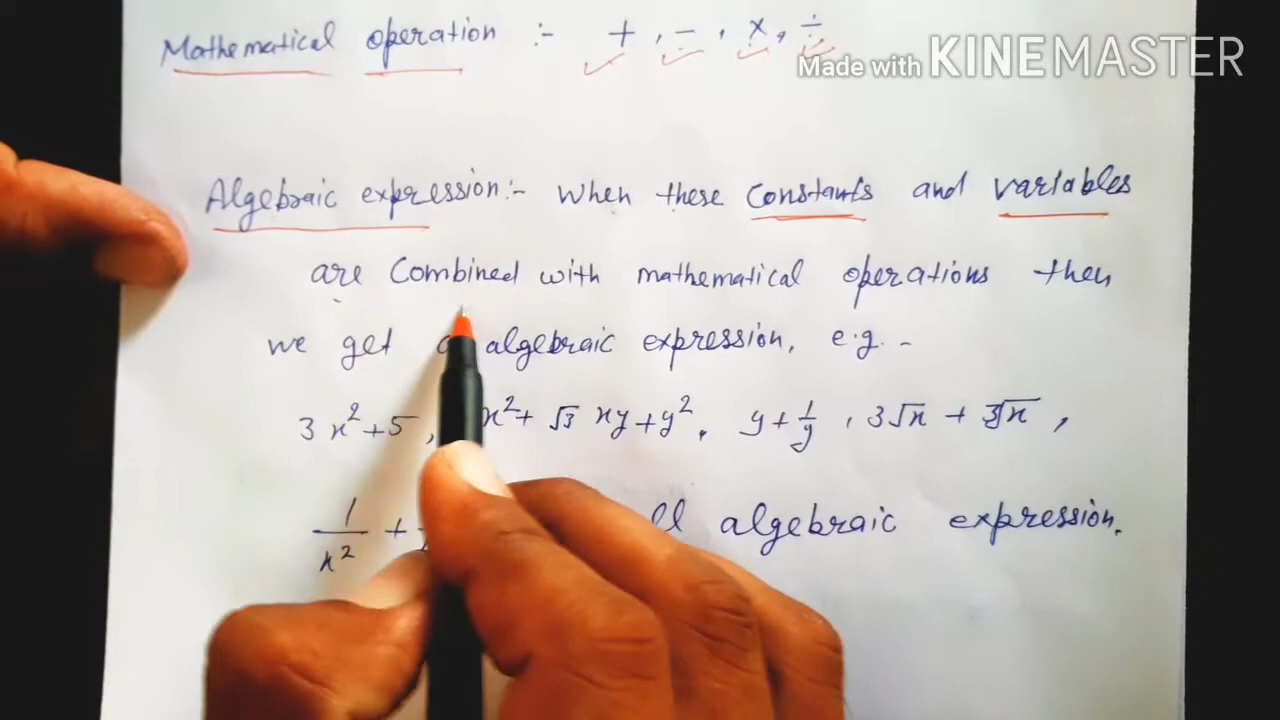 Mathematical operation :- +, -, ×, ÷
Made with KINEMASTER
Algebraic expression:- When these constants and variables
are combined with mathematical operations then
we get algebraic expression. e.g. -
3x²+5, x²+ √3 xy+y², y+1/y, 3√x + ∛x,
1/x² + algebraic expression.